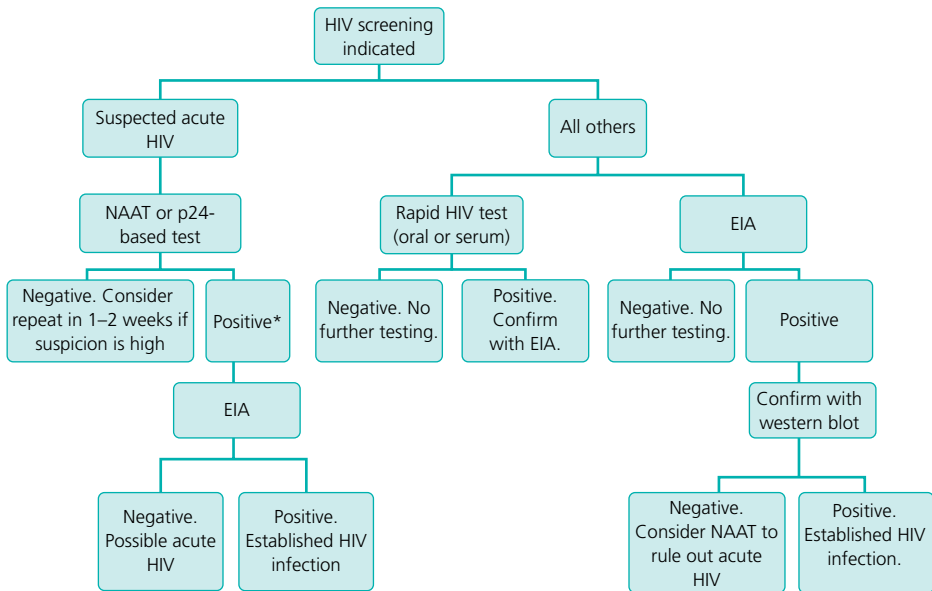 HIV screening
indicated
Suspected acute
HIV
All others
NAAT or p24-
based test
Rapid HIV test
(oral or serum)
EIA
Negative. Consider
repeat in 1–2 weeks if
suspicion is high
Positive*
Negative. No
further testing.
Positive.
Confirm
with EIA.
Negative. No
further testing.
Positive
EIA
Confirm with
western blot
Negative.
Possible acute
HIV
Positive.
Established HIV
infection
Negative.
Consider NAAT to
rule out acute
HIV
Positive.
Established HIV
infection.